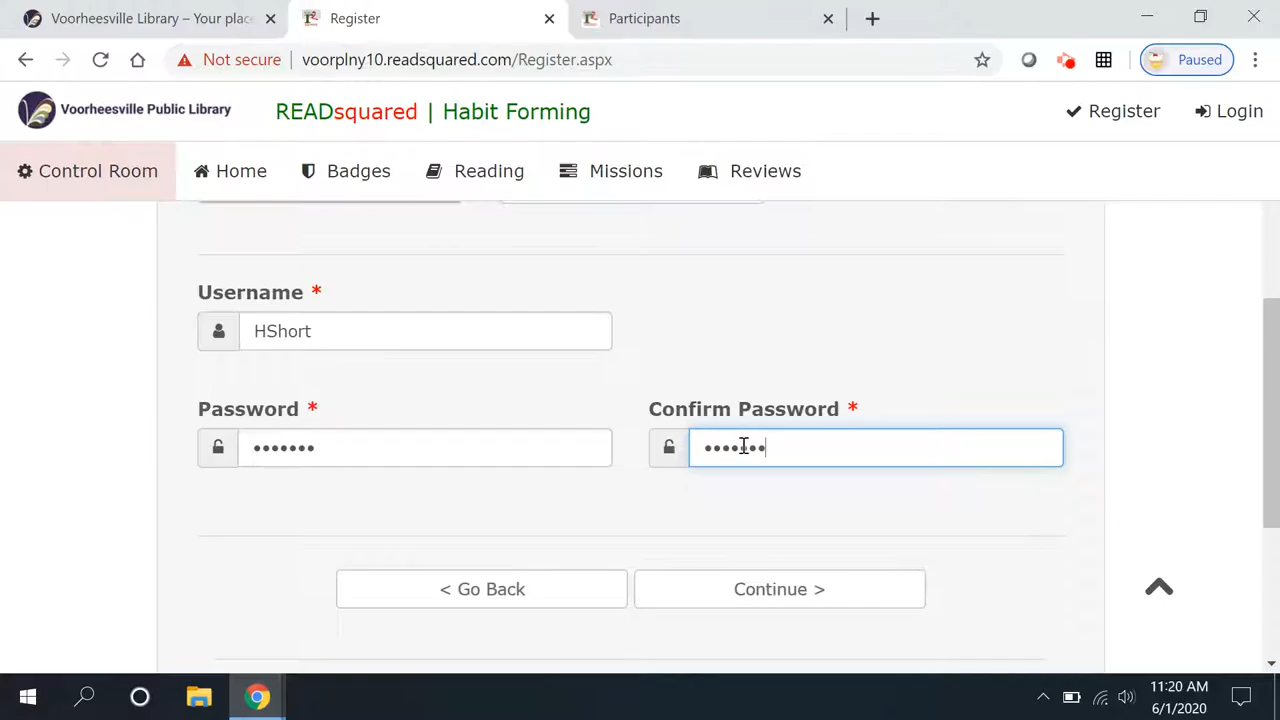 Voorheesville Library – Your plac
Register
Participants
Not secure
voorplny10.readsquared.com/Register.aspx
Paused
Voorheesville Public Library
READsquared | Habit Forming
Register
Login
Control Room
Home
Badges
Reading
Missions
Reviews
Username *
HShort
Password *
•••••••
Confirm Password *
•••••••
< Go Back
Continue >
11:20 AM
6/1/2020